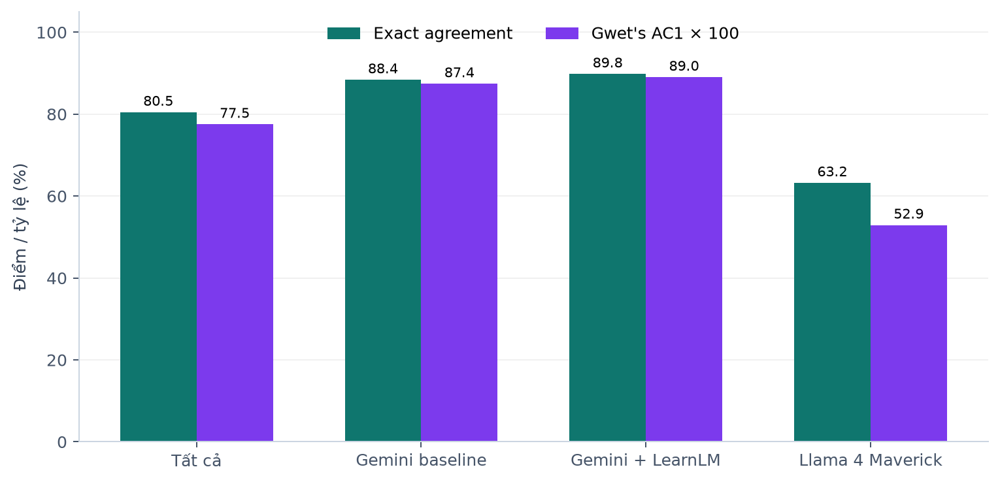 Exact agreement
Gwet's AC1 × 100
Điểm / tỷ lệ (%)
100
80
60
40
20
0
80.5
77.5
88.4
87.4
89.8
89.0
63.2
52.9
Tất cả
Gemini baseline
Gemini + LearnLM
Llama 4 Maverick